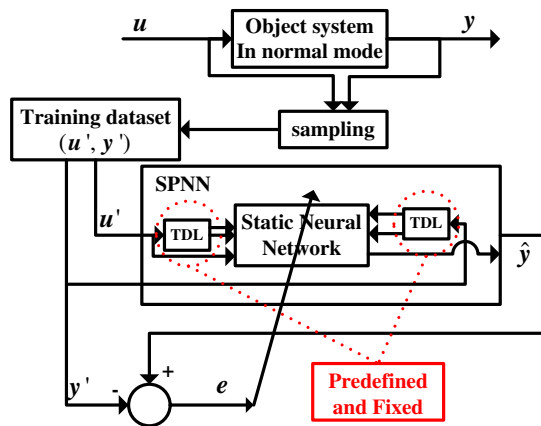 u
Object system
In normal mode
y
Training dataset
(u', y')
sampling
SPNN
u'
TDL
Static Neural
Network
TDL
ŷ
y'
-
+
e
Predefined
and Fixed